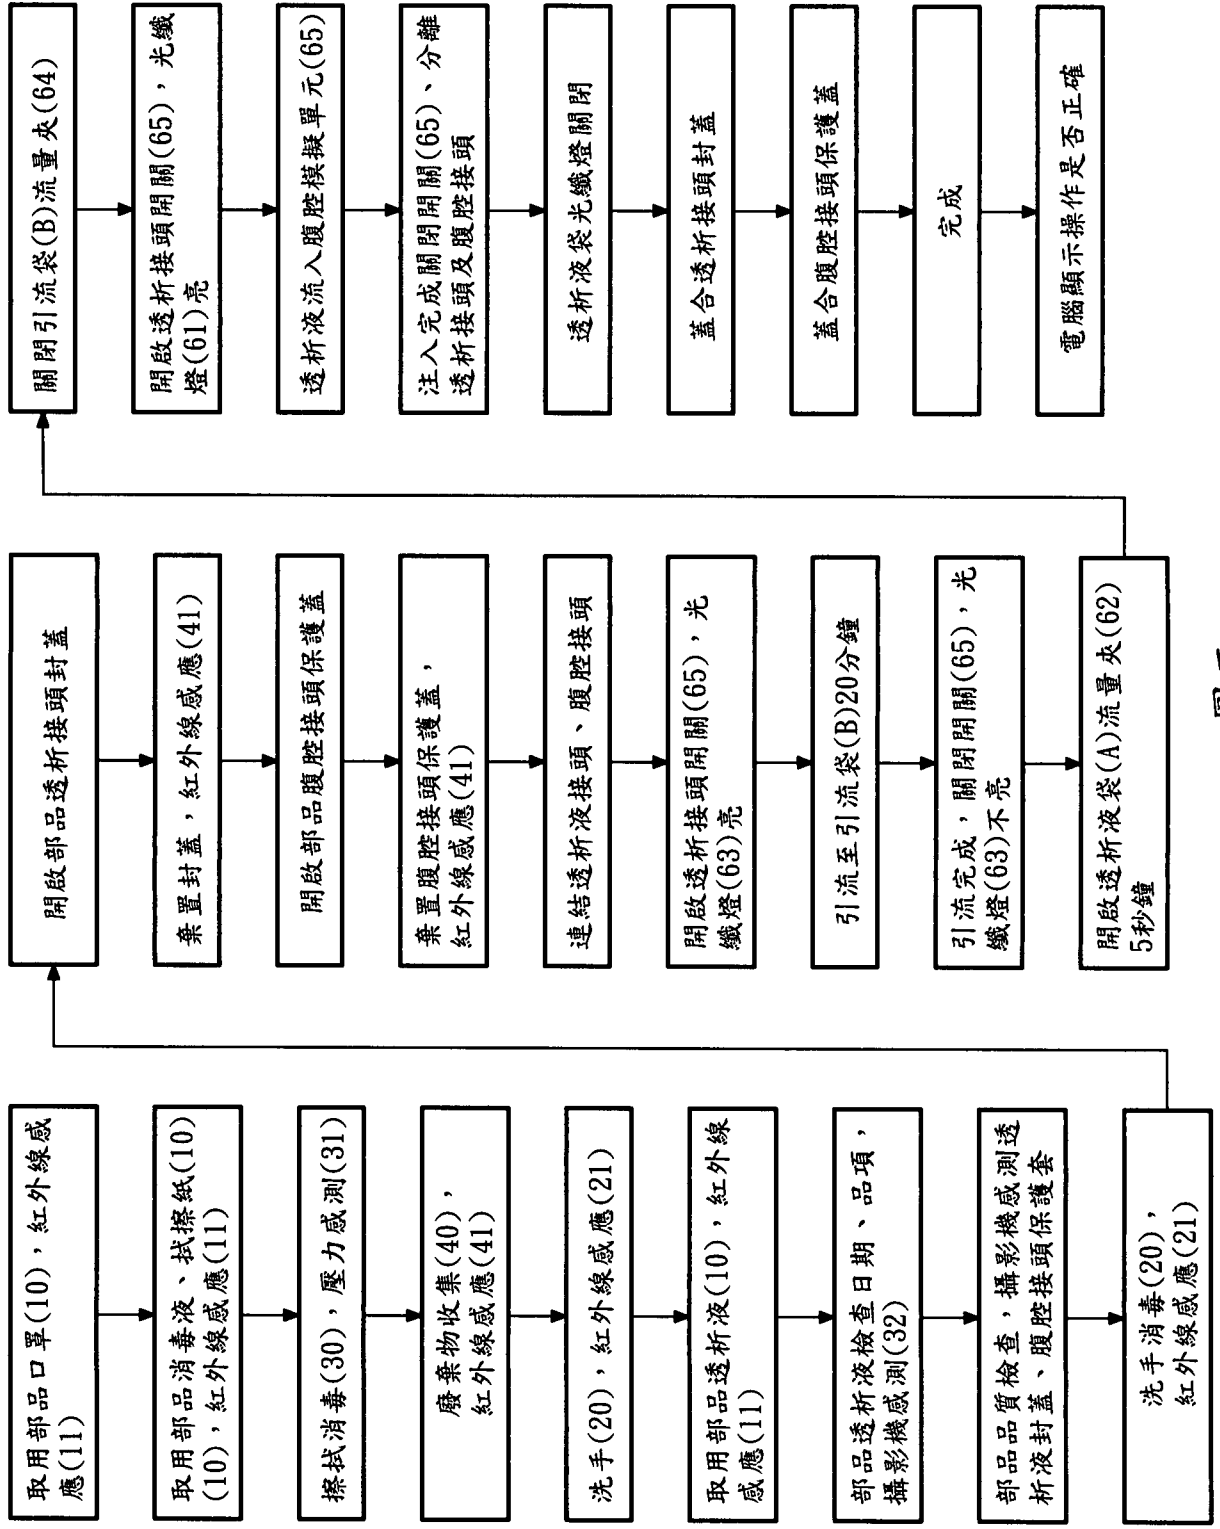 取用部品口罩(10)，紅外線感
應(11)
取用部品消毒液、拭擦紙(10)
(10)，紅外線感應(11)
擦拭消毒(30)，壓力感測(31)
廢棄物收集(40)，
紅外線感應(41)
洗手(20)，紅外線感應(21)
取用部品透析液(10)，紅外線
感應(11)
部品透析液檢查日期、品項，
攝影機感測(32)
部品品質檢查，攝影機感測透
析液封蓋、腹腔接頭保護套
洗手消毒(20)，
紅外線感應(21)
開啟部品透析接頭封蓋
棄置封蓋，紅外線感應(41)
開啟部品腹腔接頭保護蓋
棄置腹腔接頭保護蓋，
紅外線感應(41)
連結透析液接頭、腹腔接頭
開啟透析接頭開關(65)，光
纖燈(63)亮
引流至引流袋(B)20分鐘
引流完成，關閉開關(65)，光
纖燈(63)不亮
開啟透析液袋(A)流量夾(62)
5秒鐘
關閉引流袋(B)流量夾(64)
開啟透析接頭開關(65)，光纖
燈(61)亮
透析液流入腹腔模擬單元(65)
注入完成關閉開關(65)、分離
透析接頭及腹腔接頭
透析液袋光纖燈關閉
蓋合透析接頭封蓋
蓋合腹腔接頭保護蓋
完成
電腦顯示操作是否正確